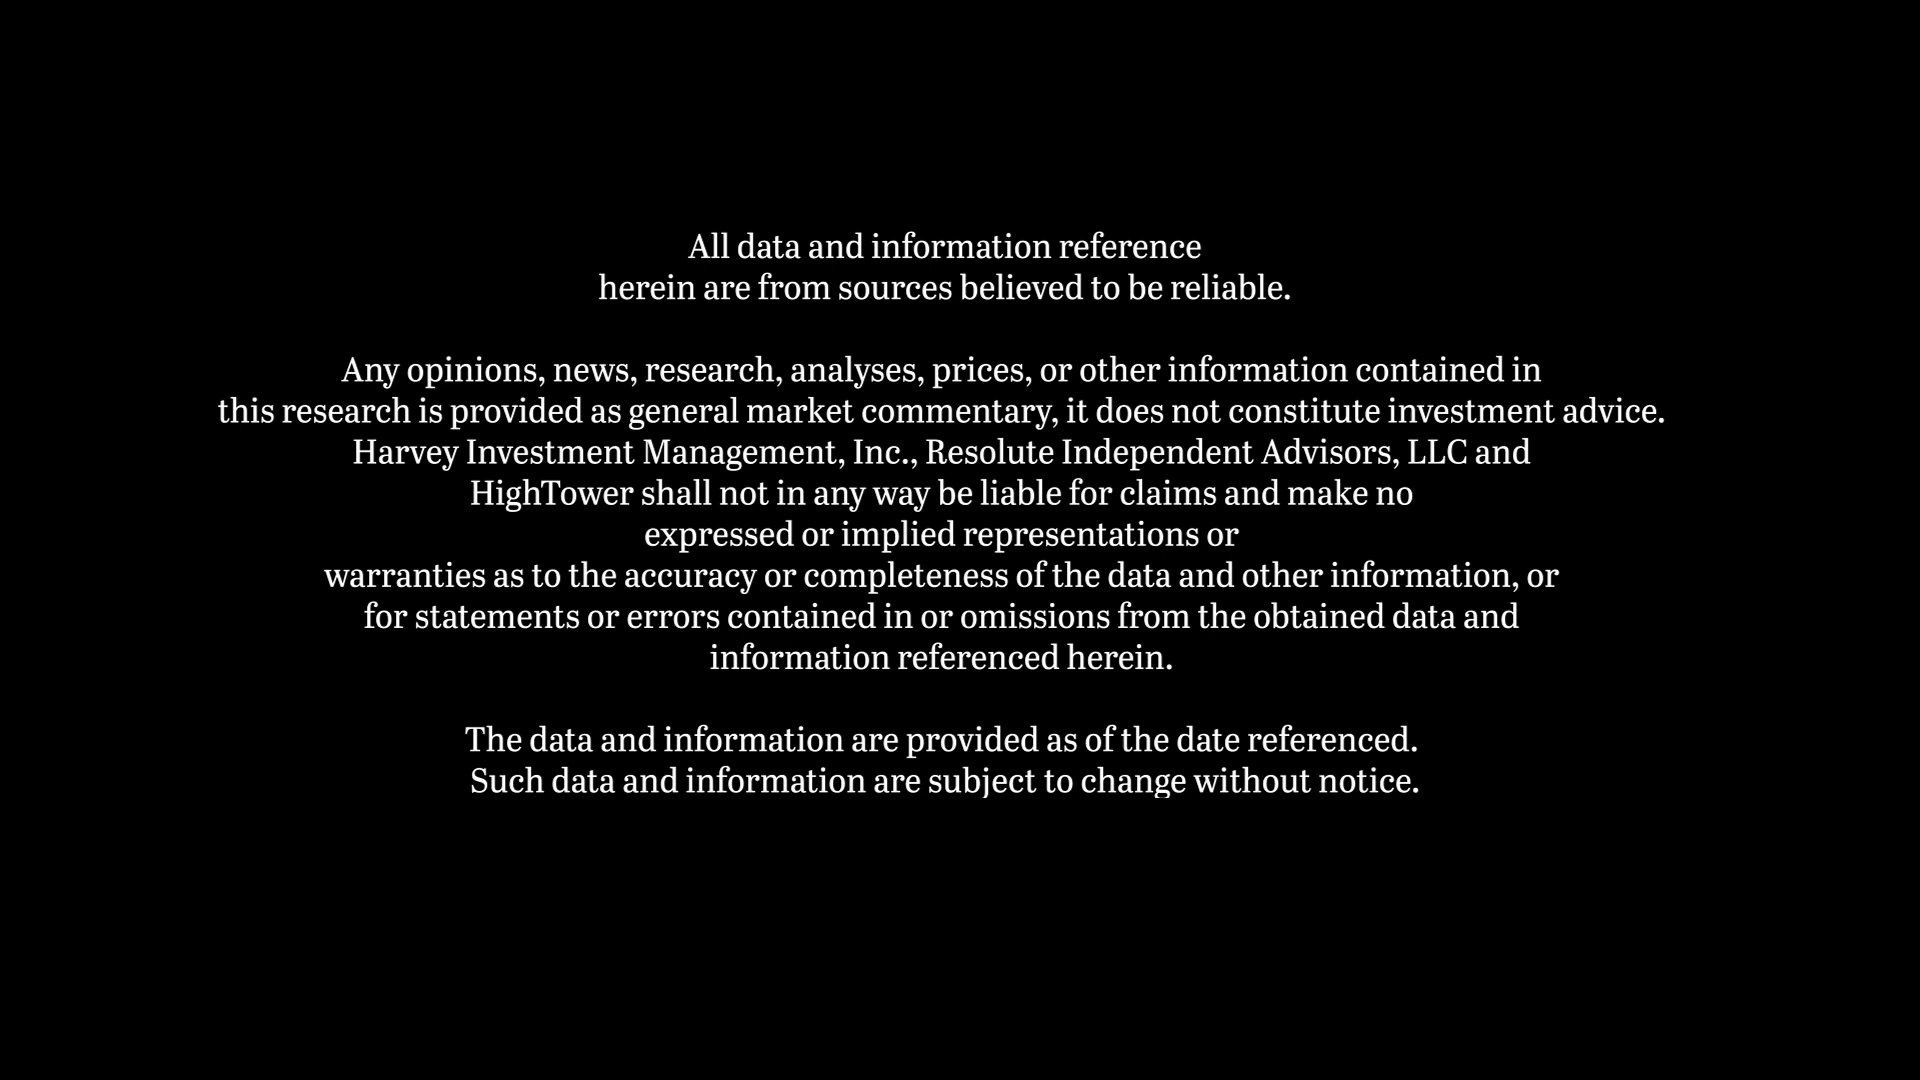 All data and information reference
herein are from sources believed to be reliable.
Any opinions, news, research, analyses, prices, or other information contained in
this research is provided as general market commentary, it does not constitute investment advice.
Harvey Investment Management, Inc., Resolute Independent Advisors, LLC and
HighTower shall not in any way be liable for claims and make no
expressed or implied representations or
warranties as to the accuracy or completeness of the data and other information, or
for statements or errors contained in or omissions from the obtained data and
information referenced herein.
The data and information are provided as of the date referenced.
Such data and information are subject to change without notice.